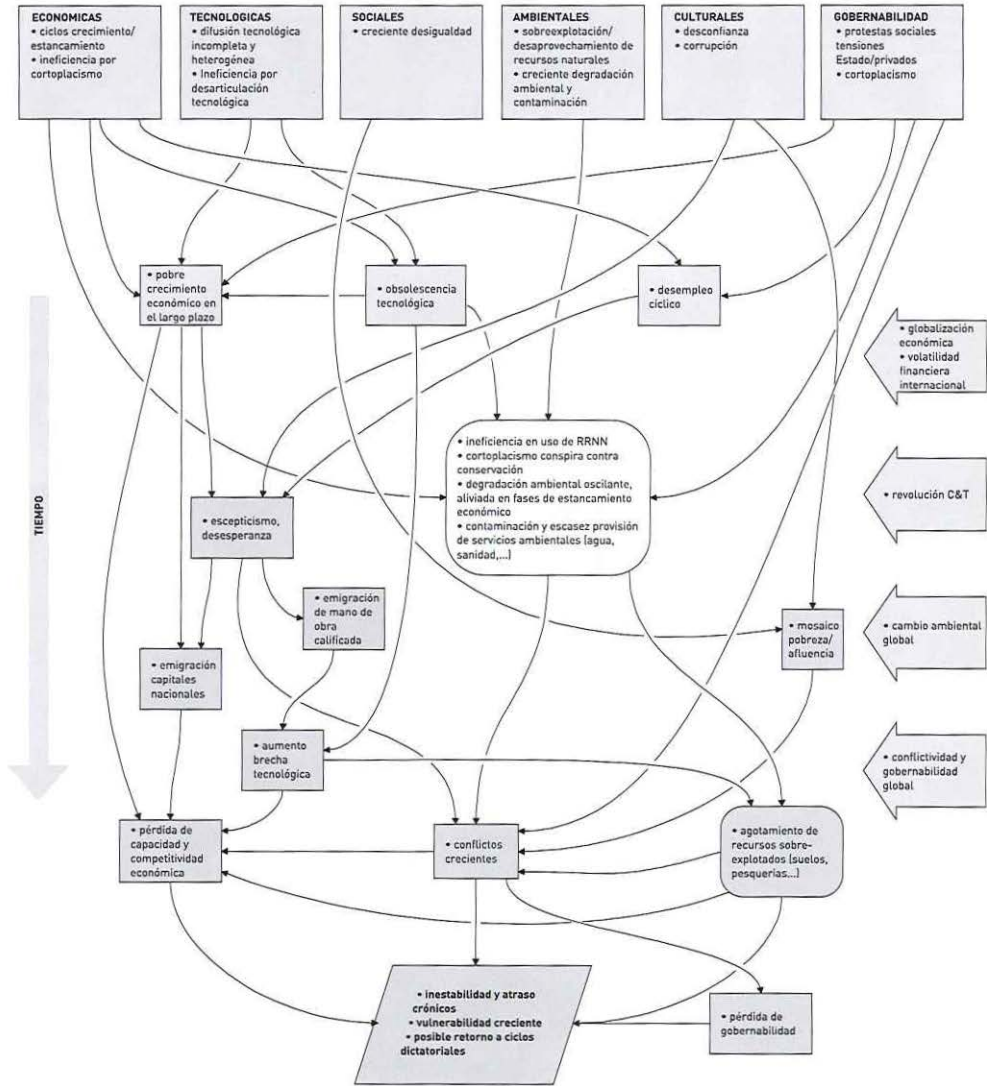 ECONOMICAS
• ciclos crecimiento/
estancamiento
• ineficiencia por
cortoplacismo
TECNOLOGICAS
• difusión tecnológica
incompleta y
heterogénea
• Ineficiencia por
desarticulación
tecnológica
SOCIALES
• creciente desigualdad
AMBIENTALES
• sobreexplotación/
desaprovechamiento de
recursos naturales
• creciente degradación
ambiental y
contaminación
CULTURALES
• desconfianza
• corrupción
GOBERNABILIDAD
• protestas sociales
tensiones
Estado/privados
• cortoplacismo
• pobre
crecimiento
económico en
el largo plazo
• obsolescencia
tecnológica
• desempleo
cíclico
• globalización
económica
• volatilidad
financiera
internacional
TIEMPO
• ineficiencia en uso de RRNN
• cortoplacismo conspira contra
conservación
• degradación ambiental oscilante,
aliviada en fases de estancamiento
económico
• contaminación y escasez provisión
de servicios ambientales (agua,
sanidad,...)
• revolución C&T
• escepticismo,
desesperanza
• emigración
de mano de
obra
calificada
• mosaico
pobreza/
afluencia
• cambio ambiental
global
• emigración
capitales
nacionales
• aumento
brecha
tecnológica
• conflictividad y
gobernabilidad
global
• pérdida de
capacidad y
competitividad
económica
• conflictos
crecientes
• agotamiento de
recursos sobre-
explotados (suelos,
pesquerías...)
• inestabilidad y atraso
crónicos
• vulnerabilidad creciente
• posible retorno a ciclos
dictatoriales
• pérdida de
gobernabilidad